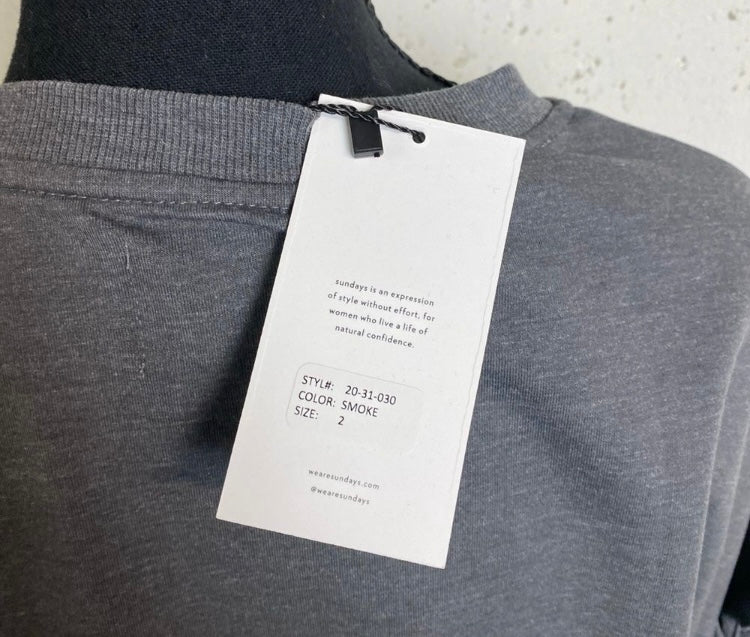 sundays is an expression
of style without effort, for
women who live a life of
natural confidence.
STYL#: 20-31-030
COLOR: SMOKE
SIZE: 2
wearesundays.com
@wearesundays